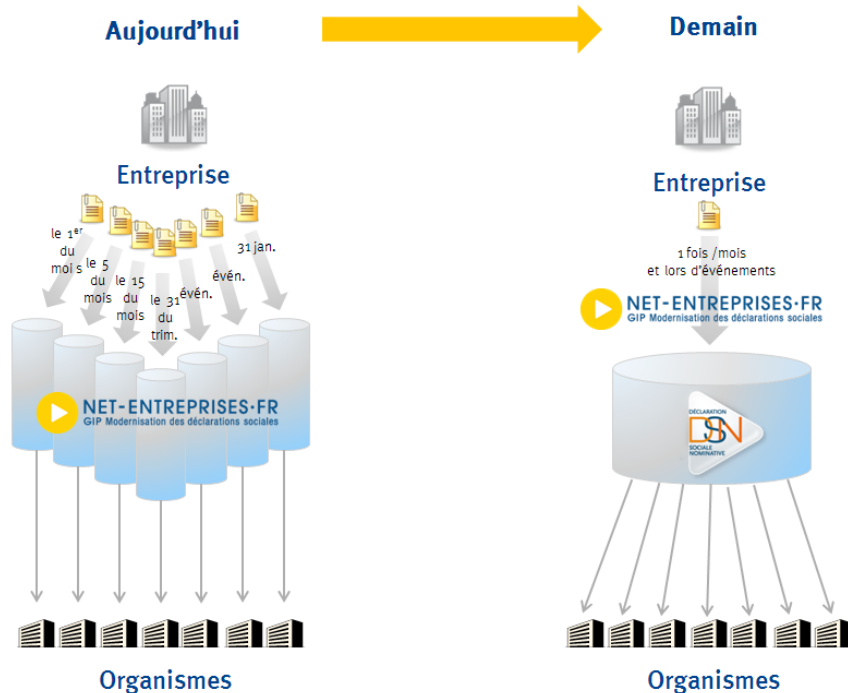 Aujourd'hui
Demain
Entreprise
le 1er
du
mois
le 5
du
mois
le 15
du
mois
le 31
du
trim.
évén.
évén.
31 jan.
NET-ENTREPRISES·FR
GIP Modernisation des déclarations sociales
Organismes
Entreprise
1 fois /mois
et lors d'événements
NET-ENTREPRISES·FR
GIP Modernisation des déclarations sociales
DÉCLARATION
DSN
SOCIALE
NOMINATIVE
Organismes